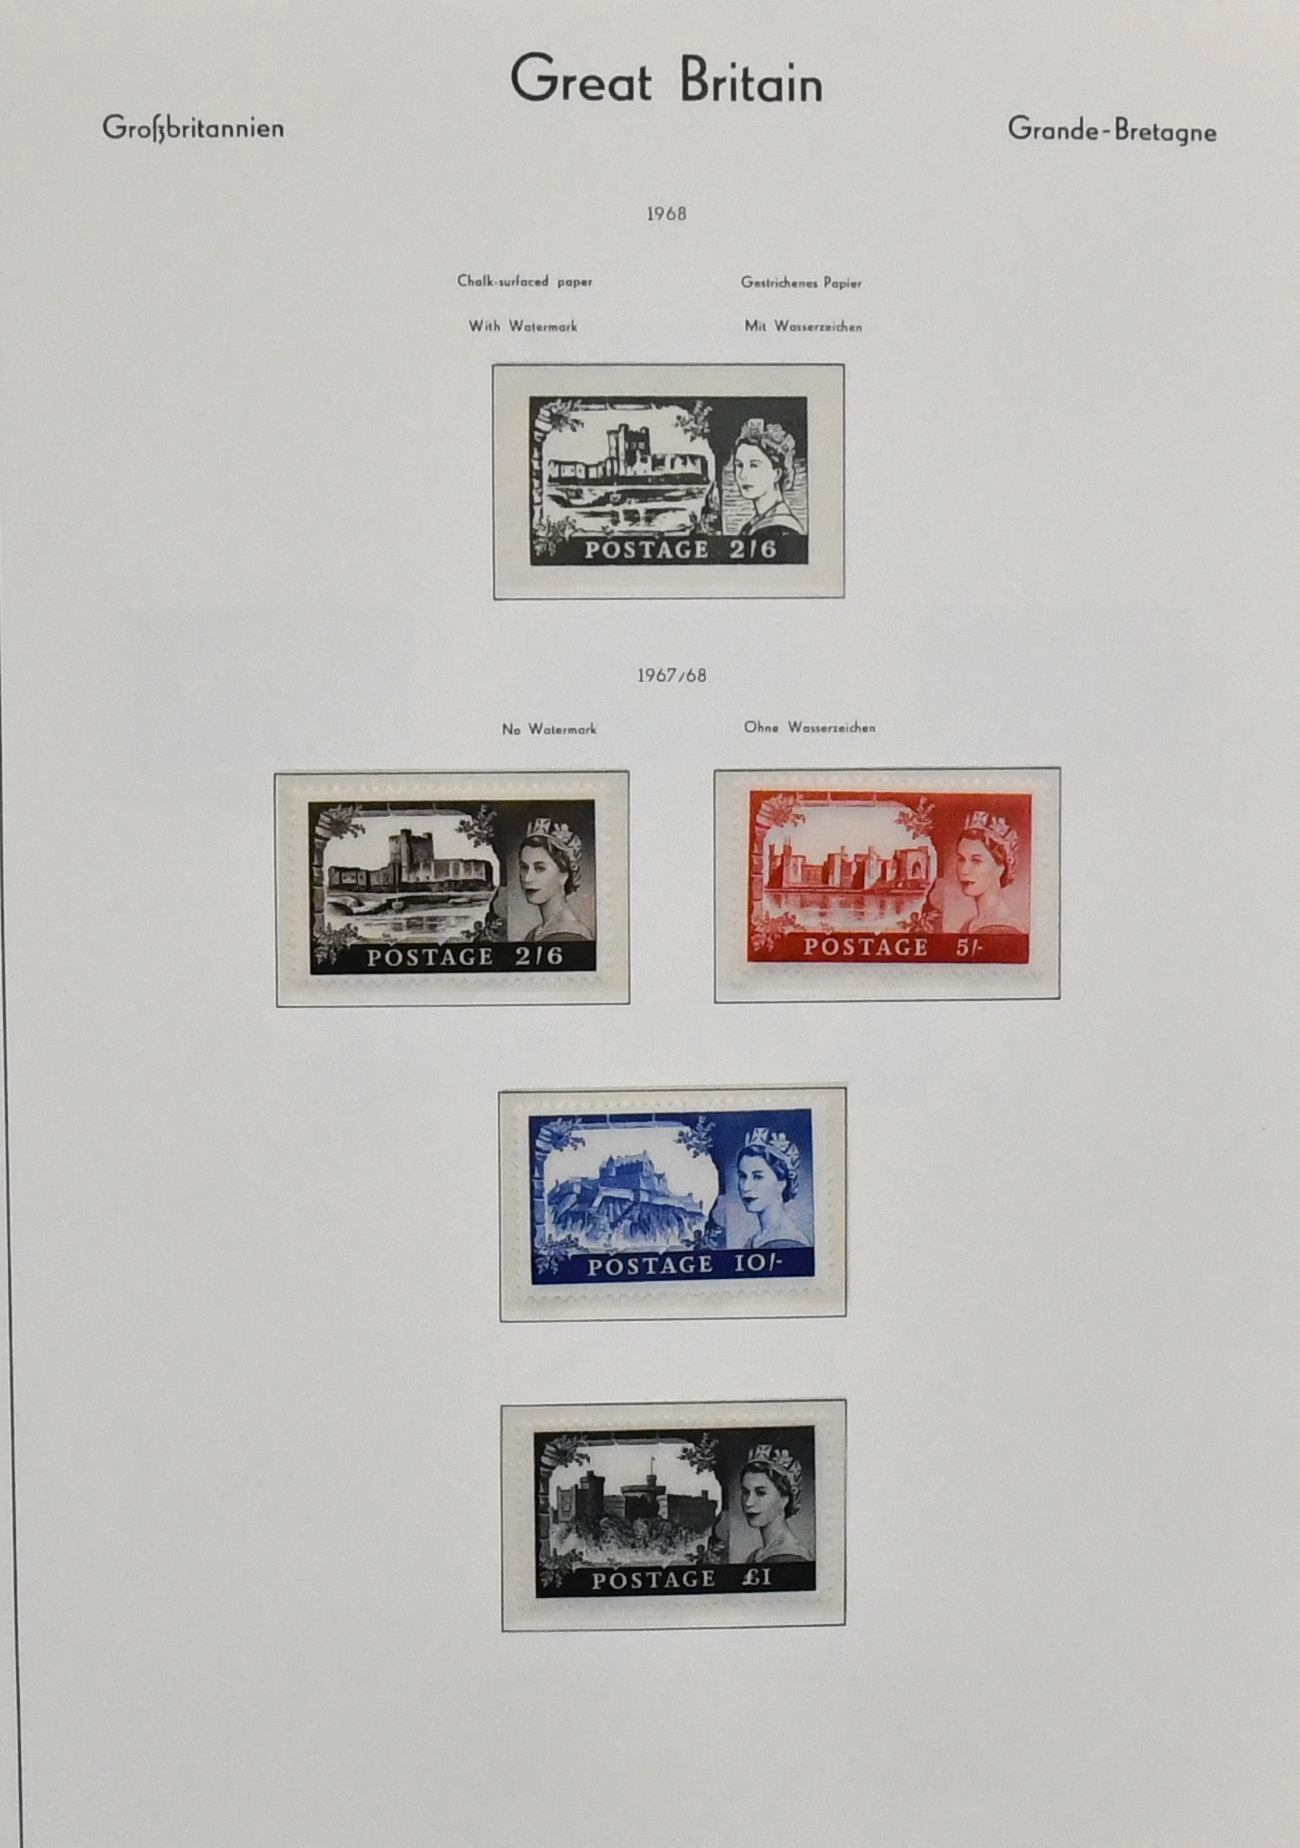 Great Britain
Großbritannien Grande-Bretagne
1968
Chalk-surfaced paper Gestrichenes Papier
With Watermark Mit Wasserzeichen
POSTAGE 2/6
1967/68
No Watermark Ohne Wasserzeichen
POSTAGE 2/6 POSTAGE 5/-
POSTAGE 10/-
POSTAGE £1